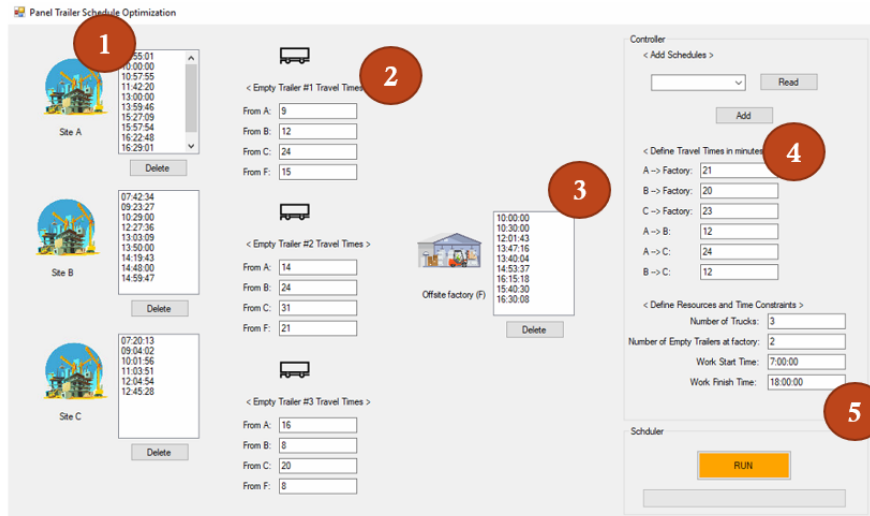 Panel Trailer Schedule Optimization
1
:55:01
10:00:00
10:57:55
11:42:20
13:00:00
13:59:46
15:27:09
15:57:54
16:22:48
16:29:01
Site A
Delete
07:42:34
09:23:27
10:29:00
12:27:36
13:03:09
13:50:00
14:19:43
14:48:00
14:59:47
Site B
Delete
07:20:13
09:04:02
10:01:56
11:03:51
12:04:54
12:45:28
Site C
Delete
2
< Empty Trailer #1 Travel Times
From A: 9
From B: 12
From C: 24
From F: 15
< Empty Trailer #2 Travel Times >
From A: 14
From B: 24
From C: 31
From F: 21
< Empty Trailer #3 Travel Times >
From A: 16
From B: 8
From C: 20
From F: 8
3
10:00:00
10:30:00
12:01:43
13:47:16
13:40:04
14:53:37
16:15:18
15:40:30
16:30:08
Offsite factory (F)
Delete
Controller
< Add Schedules >
Read
Add
4
< Define Travel Times in minutes
A --> Factory: 21
B --> Factory: 20
C --> Factory: 23
A --> B: 12
A --> C: 24
B --> C: 12
< Define Resources and Time Constraints >
Number of Trucks: 3
Number of Empty Trailers at factory: 2
Work Start Time: 7:00:00
Work Finish Time: 18:00:00
5
Schduler
RUN